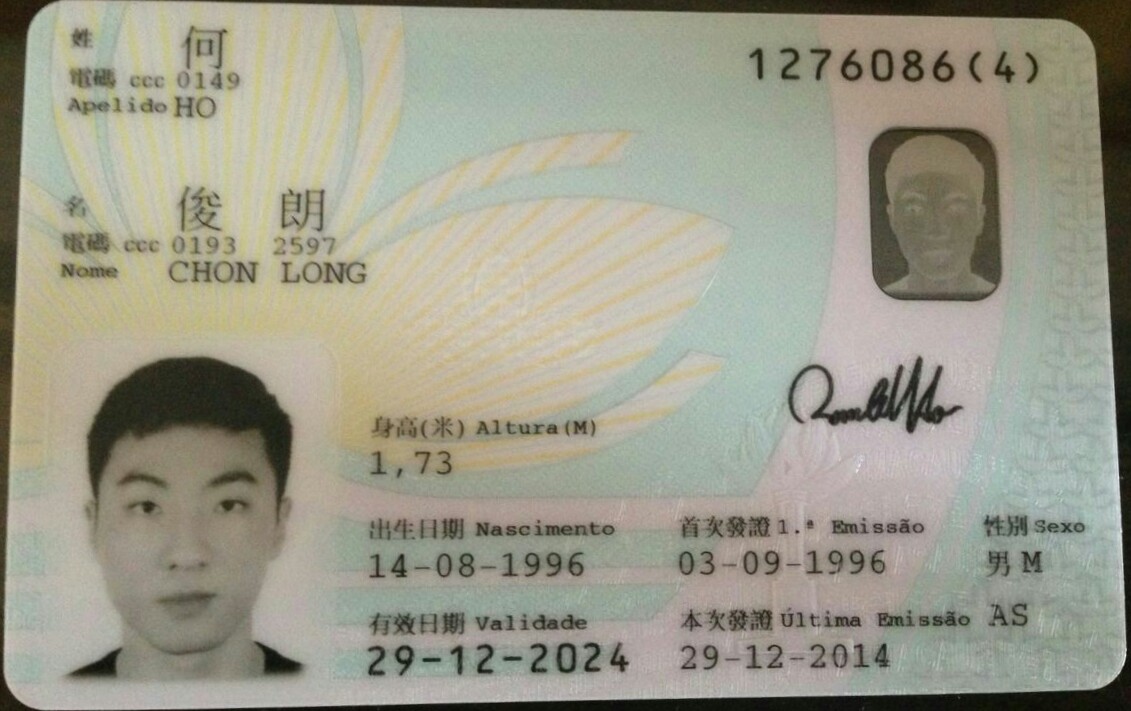 姓 何
電碼 ccc 0149
Apelido HO
1276086(4)
名 俊 朗
電碼 ccc 0193 2597
Nome CHON LONG
身高(米) Altura(M)
1,73
出生日期 Nascimento 首次發證 1.ª Emissão 性別 Sexo
14-08-1996 03-09-1996 男 M
有效日期 Validade 本次發證 Última Emissão AS
29-12-2024 29-12-2014